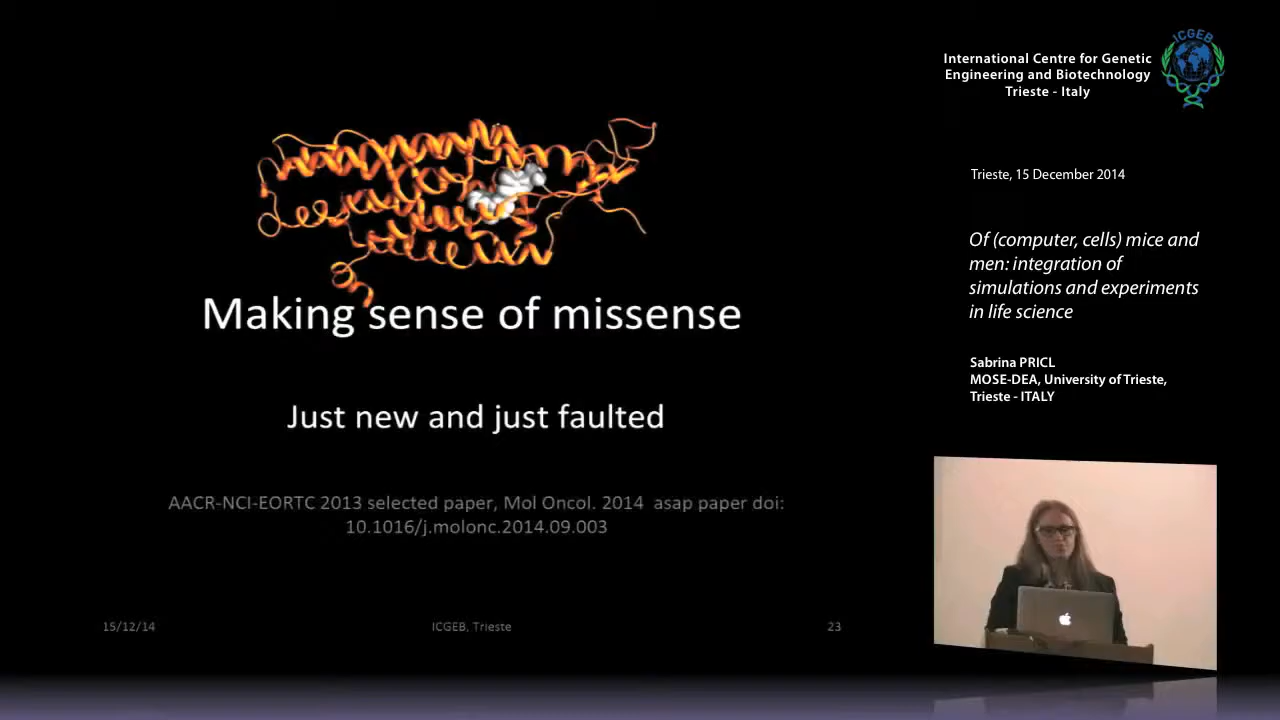 Making sense of missense
Just new and just faulted
AACR-NCI-EORTC 2013 selected paper, Mol Oncol. 2014 asap paper doi:
10.1016/j.molonc.2014.09.003
15/12/14
ICGEB, Trieste
23
International Centre for Genetic
Engineering and Biotechnology
Trieste - Italy
ICGEB
Trieste, 15 December 2014
Of (computer, cells) mice and
men: integration of
simulations and experiments
in life science
Sabrina PRICL
MOSE-DEA, University of Trieste,
Trieste - ITALY